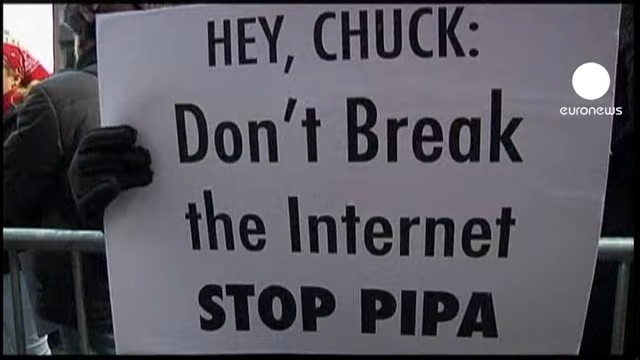 HEY, CHUCK:
Don't Break
the Internet
STOP PIPA
euronews